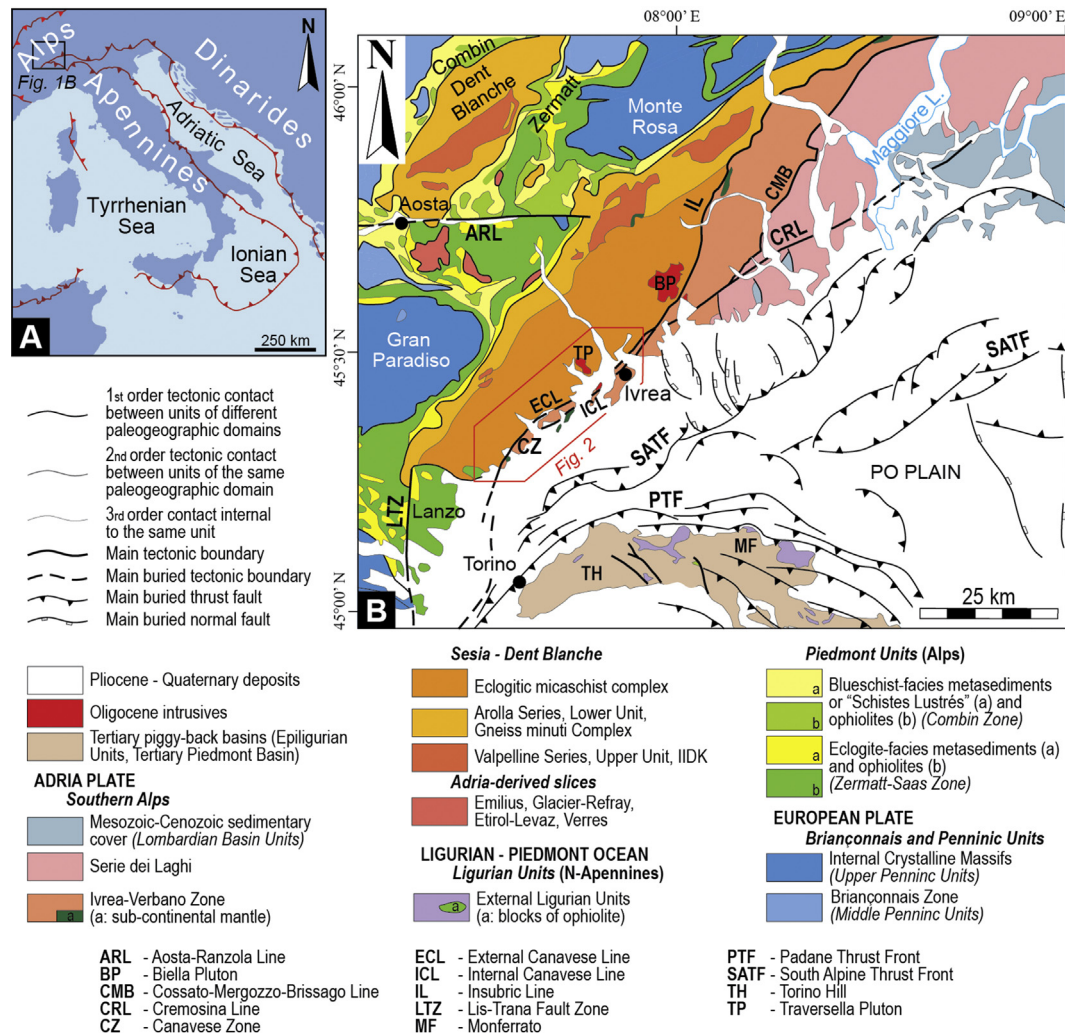 Alps
Apennines
Dinarides
N
Fig. 1B
Adriatic Sea
Tyrrhenian
Sea
Ionian
Sea
A
250 km
08°00' E
09°00' E
46°00' N
45°30' N
45°00' N
N
Combin
Dent
Blanche
Zermatt
Monte
Rosa
Maggiore L.
Aosta
ARL
IL
CMB
CRL
BP
Gran
Paradiso
TP
Ivrea
ECL
ICL
CZ
Fig. 2
SATF
SATF
PO PLAIN
LTZ
Lanzo
PTF
Torino
MF
TH
B
25 km
1st order tectonic contact
between units of different
paleogeographic domains
2nd order tectonic contact
between units of the same
paleogeographic domain
3rd order contact internal
to the same unit
Main tectonic boundary
Main buried tectonic boundary
Main buried thrust fault
Main buried normal fault
Pliocene - Quaternary deposits
Oligocene intrusives
Tertiary piggy-back basins (Epiligurian
Units, Tertiary Piedmont Basin)
ADRIA PLATE
Southern Alps
Mesozoic-Cenozoic sedimentary
cover (Lombardian Basin Units)
Serie dei Laghi
a
Ivrea-Verbano Zone
(a: sub-continental mantle)
Sesia - Dent Blanche
Eclogitic micaschist complex
Arolla Series, Lower Unit,
Gneiss minuti Complex
Valpelline Series, Upper Unit, IIDK
Adria-derived slices
Emilius, Glacier-Refray,
Etirol-Levaz, Verres
LIGURIAN - PIEDMONT OCEAN
Ligurian Units (N-Apennines)
a
External Ligurian Units
(a: blocks of ophiolite)
Piedmont Units (Alps)
a
b
Blueschist-facies metasediments
or “Schistes Lustrés” (a) and
ophiolites (b) (Combin Zone)
a
b
Eclogite-facies metasediments (a)
and ophiolites (b)
(Zermatt-Saas Zone)
EUROPEAN PLATE
Briançonnais and Penninic Units
Internal Crystalline Massifs
(Upper Penninc Units)
Briançonnais Zone
(Middle Penninc Units)
ARL - Aosta-Ranzola Line
BP - Biella Pluton
CMB - Cossato-Mergozzo-Brissago Line
CRL - Cremosina Line
CZ - Canavese Zone
ECL - External Canavese Line
ICL - Internal Canavese Line
IL - Insubric Line
LTZ - Lis-Trana Fault Zone
MF - Monferrato
PTF - Padane Thrust Front
SATF - South Alpine Thrust Front
TH - Torino Hill
TP - Traversella Pluton